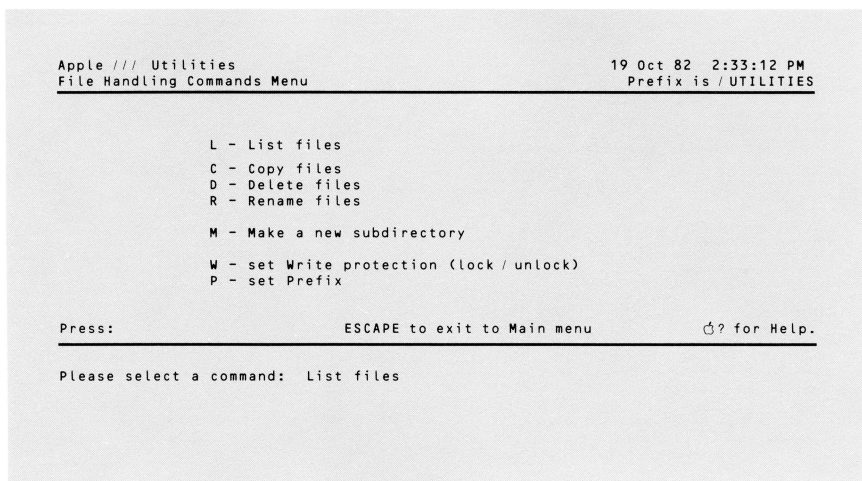 Apple /// Utilities 19 Oct 82 2:33:12 PM
File Handling Commands Menu Prefix is /UTILITIES
L - List files
C - Copy files
D - Delete files
R - Rename files
M - Make a new subdirectory
W - set Write protection (lock/unlock)
P - set Prefix
Press: ESCAPE to exit to Main menu ? for Help.
Please select a command: List files